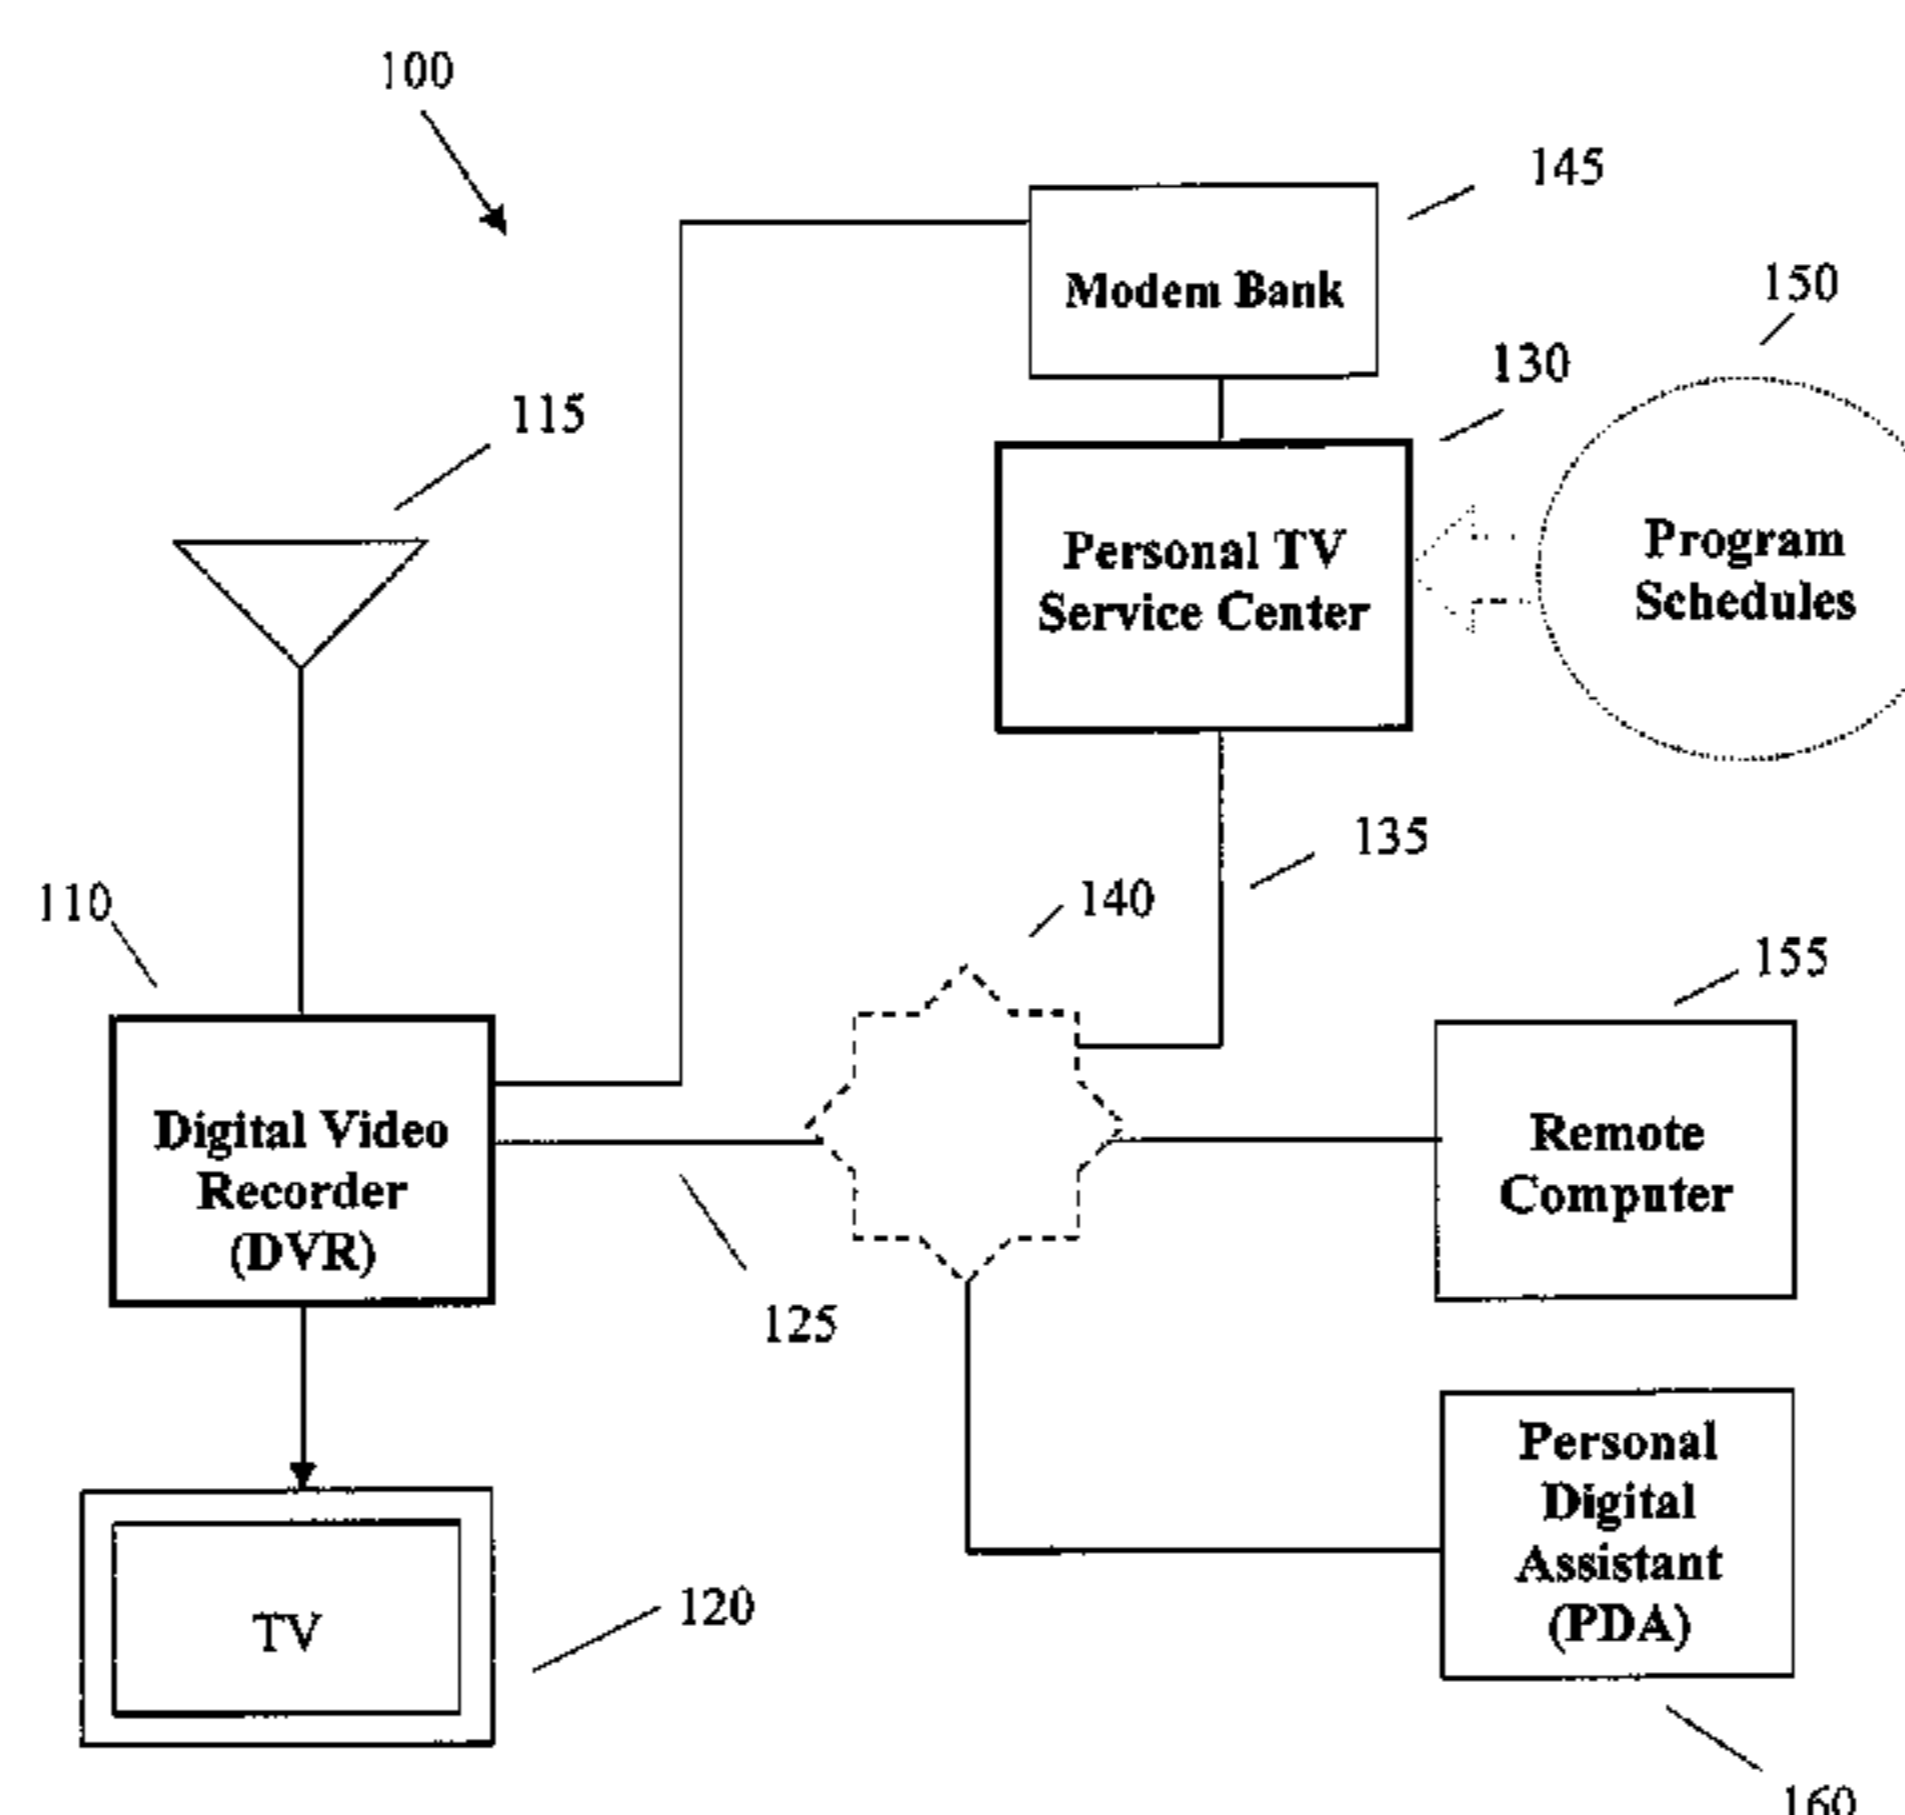 100
145
Modem Bank
150
130
115
Personal TV
Service Center
Program
Schedules
135
140
110
155
Digital Video
Recorder
(DVR)
Remote
Computer
125
Personal
Digital
Assistant
(PDA)
TV
120
160